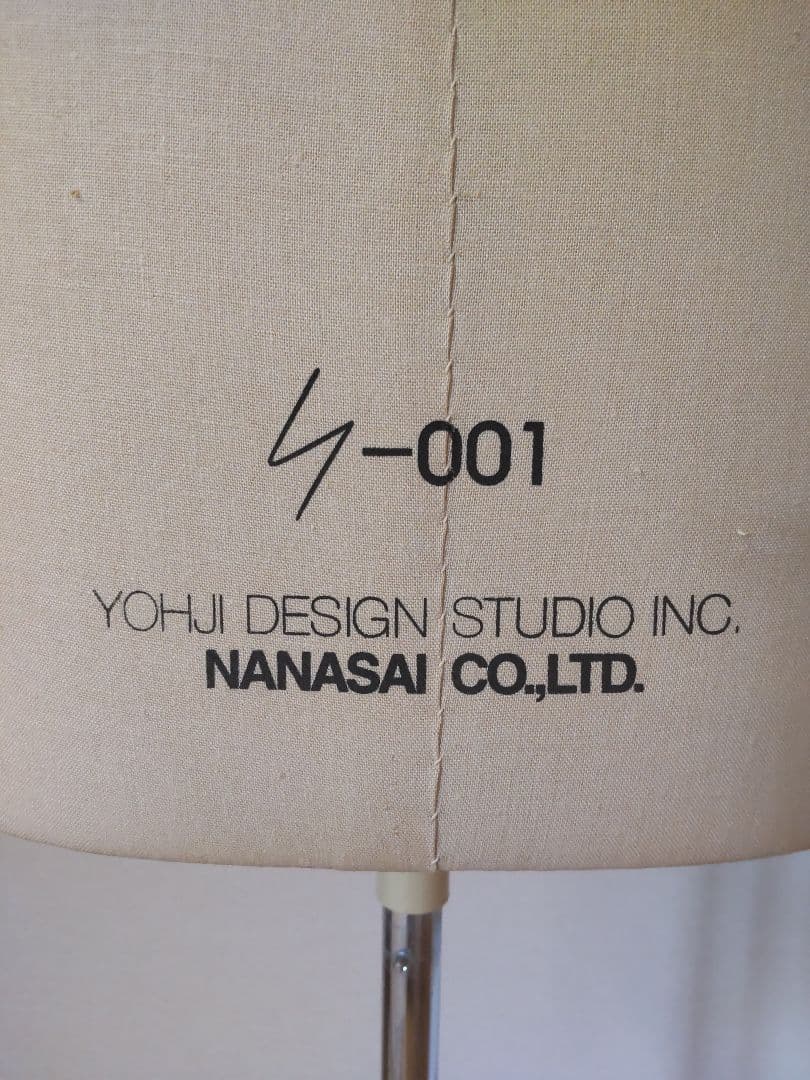 Y-001
YOHJI DESIGN STUDIO INC.
NANASAI CO.,LTD.